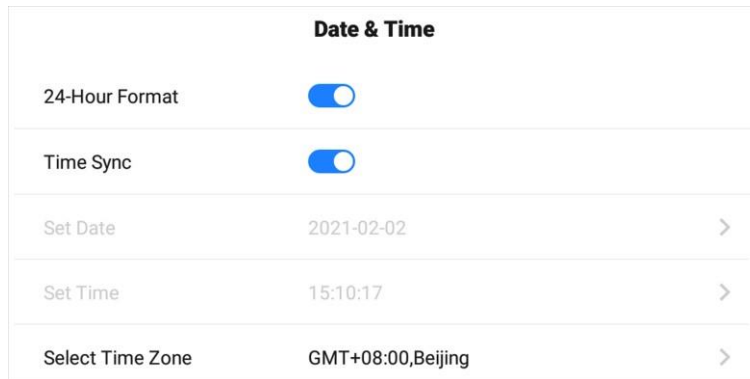 Date & Time
24-Hour Format
Time Sync
Set Date 2021-02-02
Set Time 15:10:17
Select Time Zone GMT+08:00,Beijing